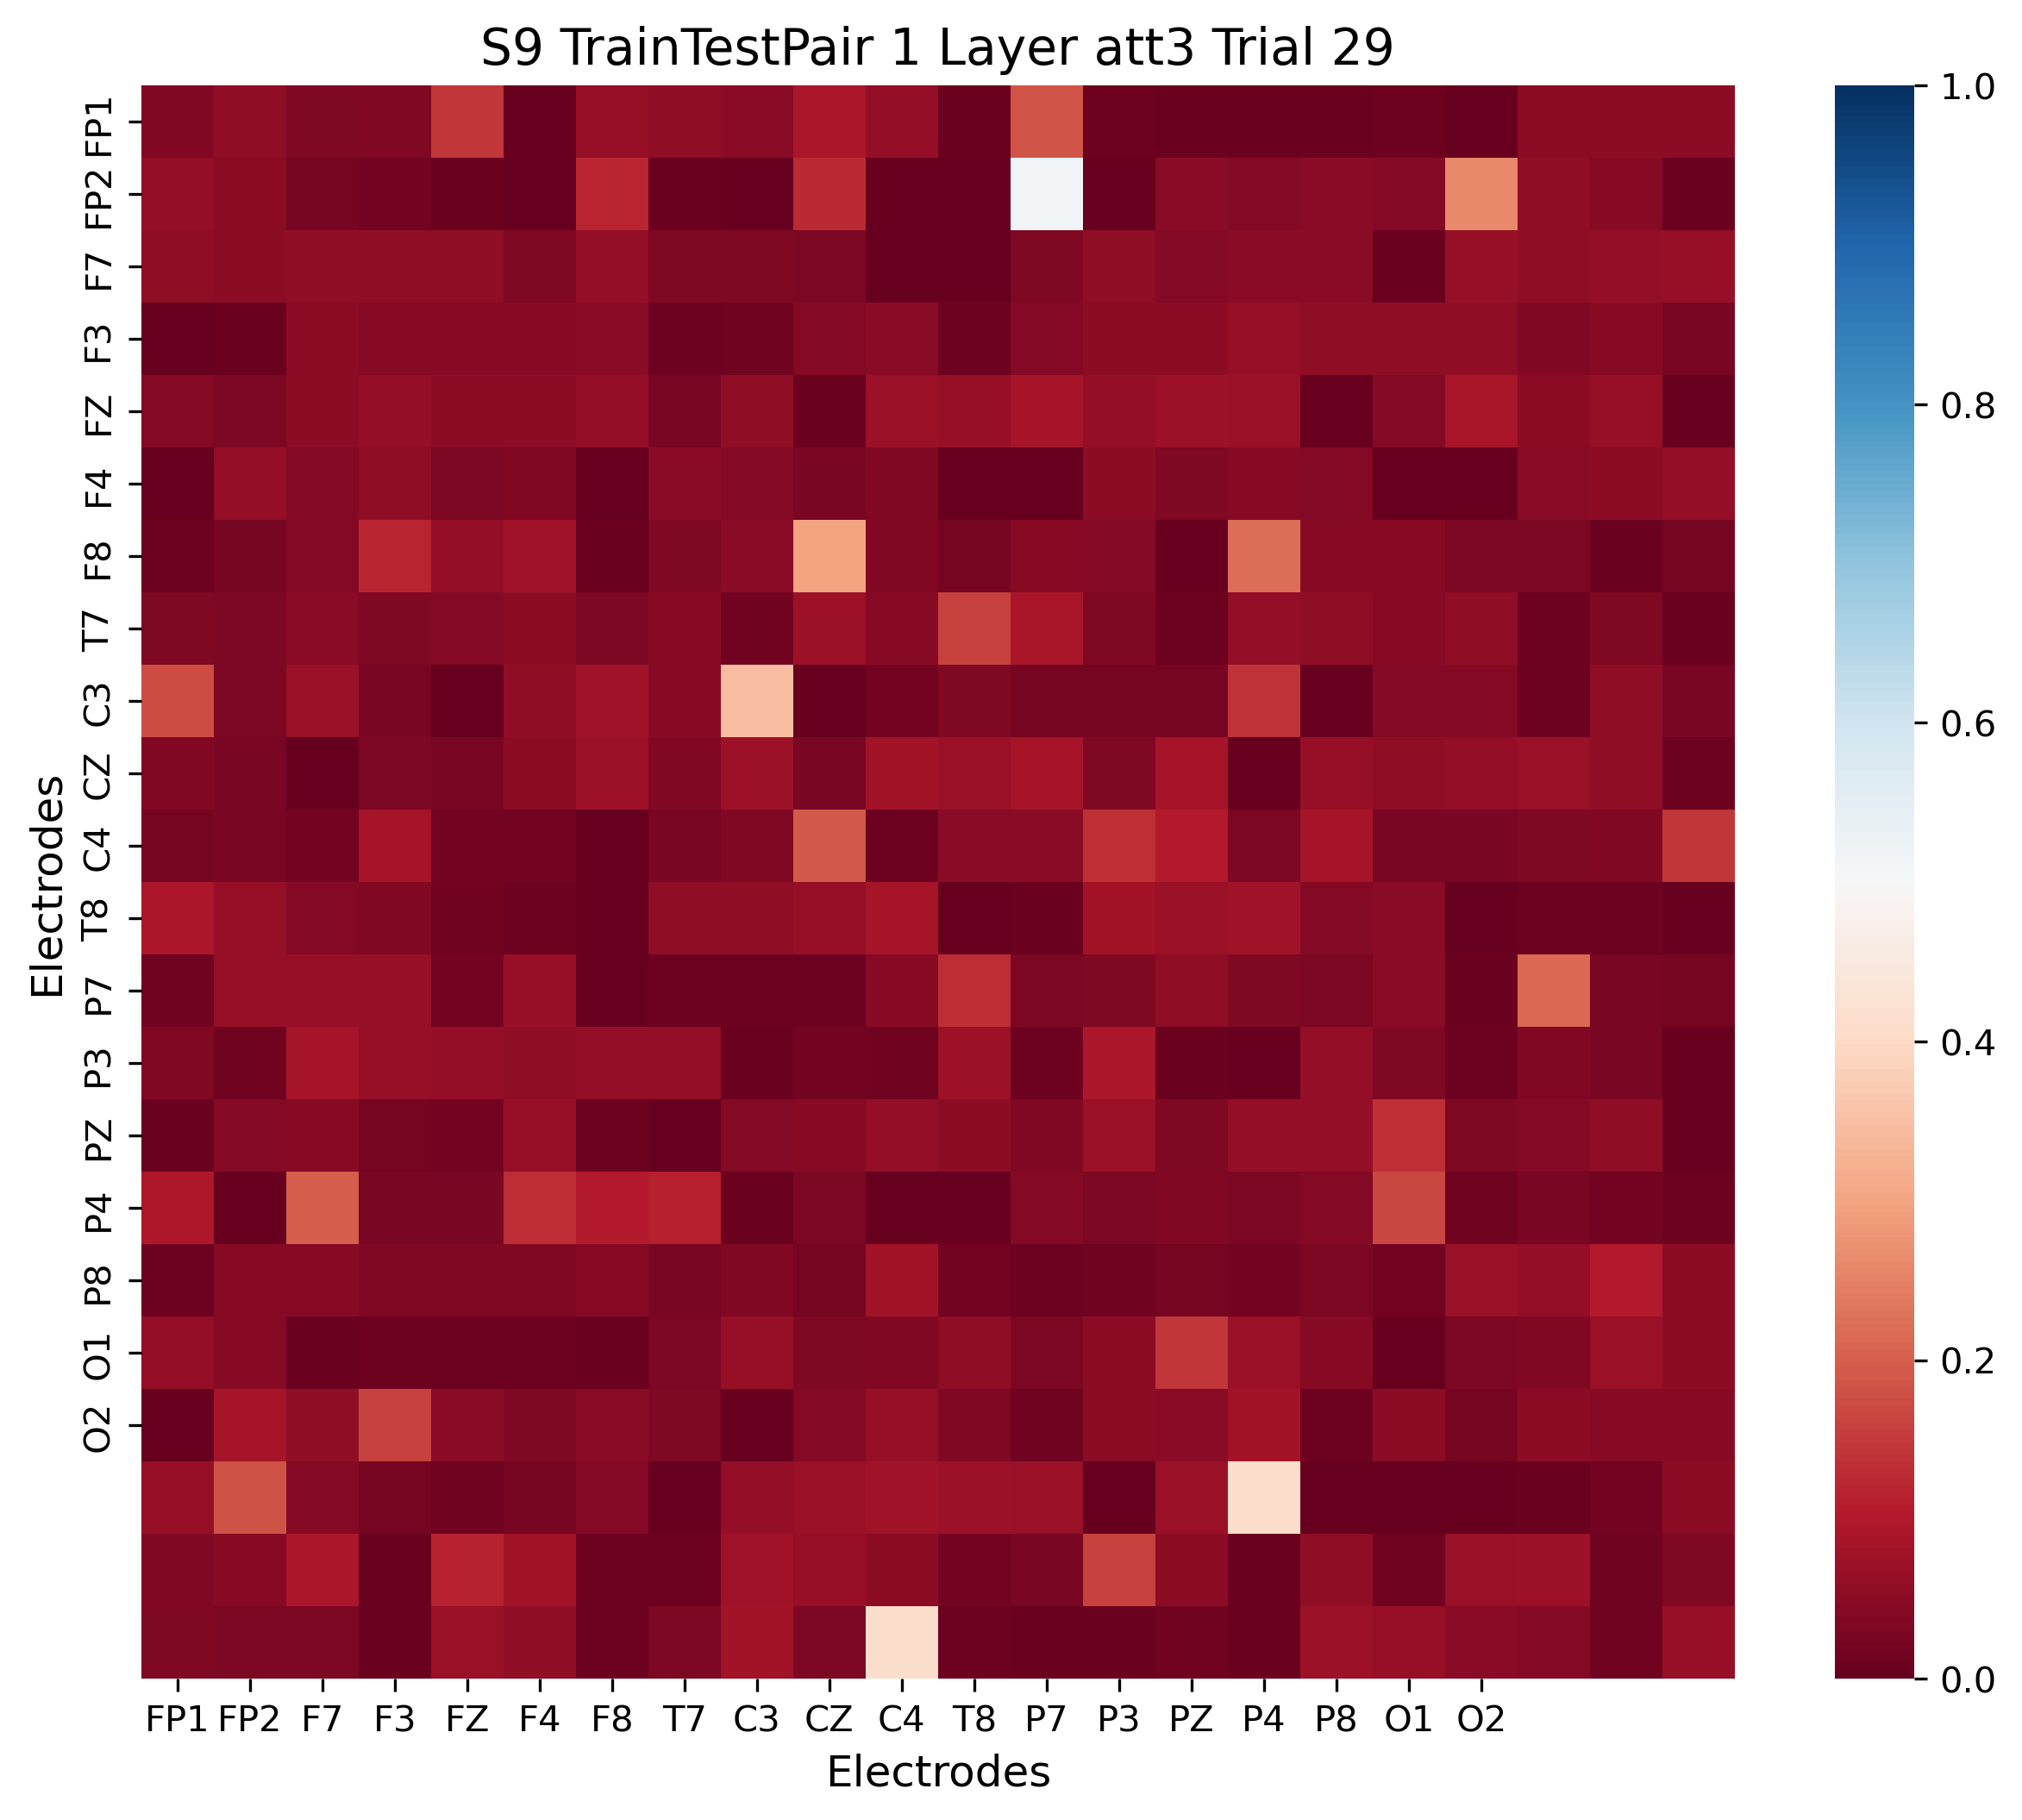 S9 TrainTestPair 1 Layer att3 Trial 29
Electrodes
FP1
FP2
F7
F3
FZ
F4
F8
T7
C3
CZ
C4
T8
P7
P3
PZ
P4
P8
O1
O2
FP1 FP2 F7 F3 FZ F4 F8 T7 C3 CZ C4 T8 P7 P3 PZ P4 P8 O1 O2
Electrodes
1.0
0.8
0.6
0.4
0.2
0.0